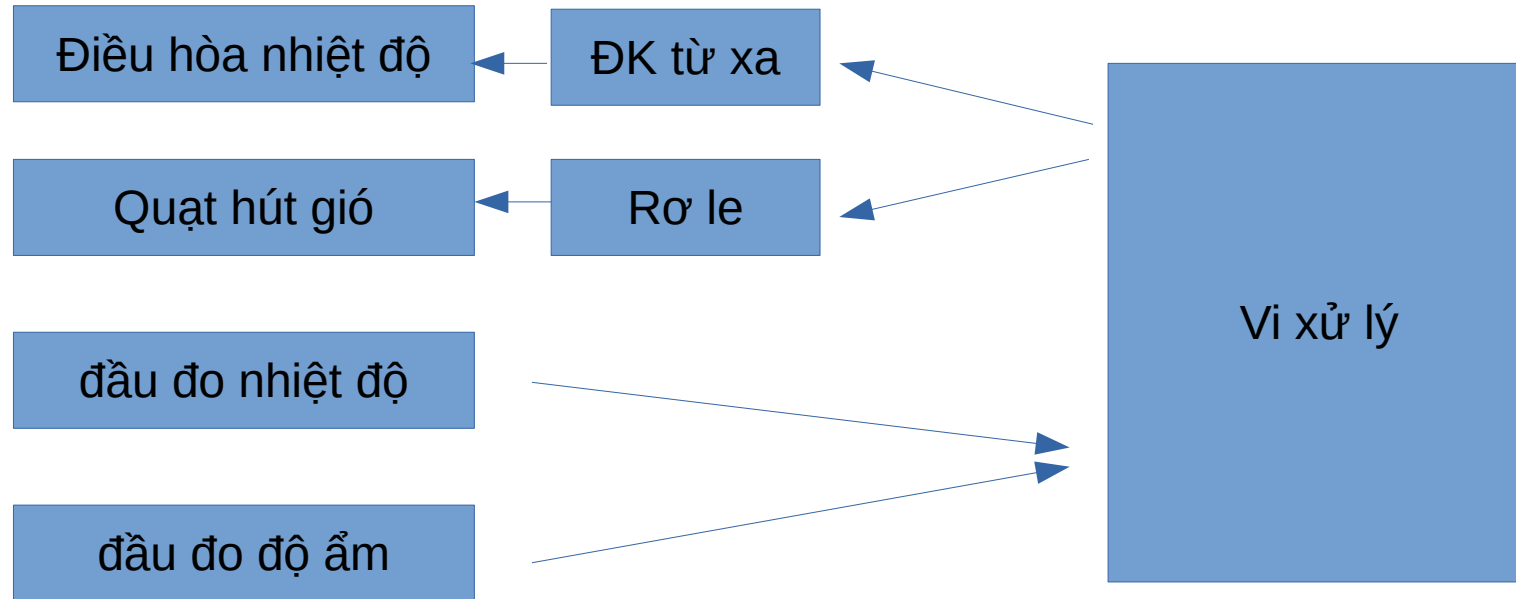 Điều hòa nhiệt độ
ĐK từ xa
Quạt hút gió
Rơ le
Vi xử lý
đầu đo nhiệt độ
đầu đo độ ẩm